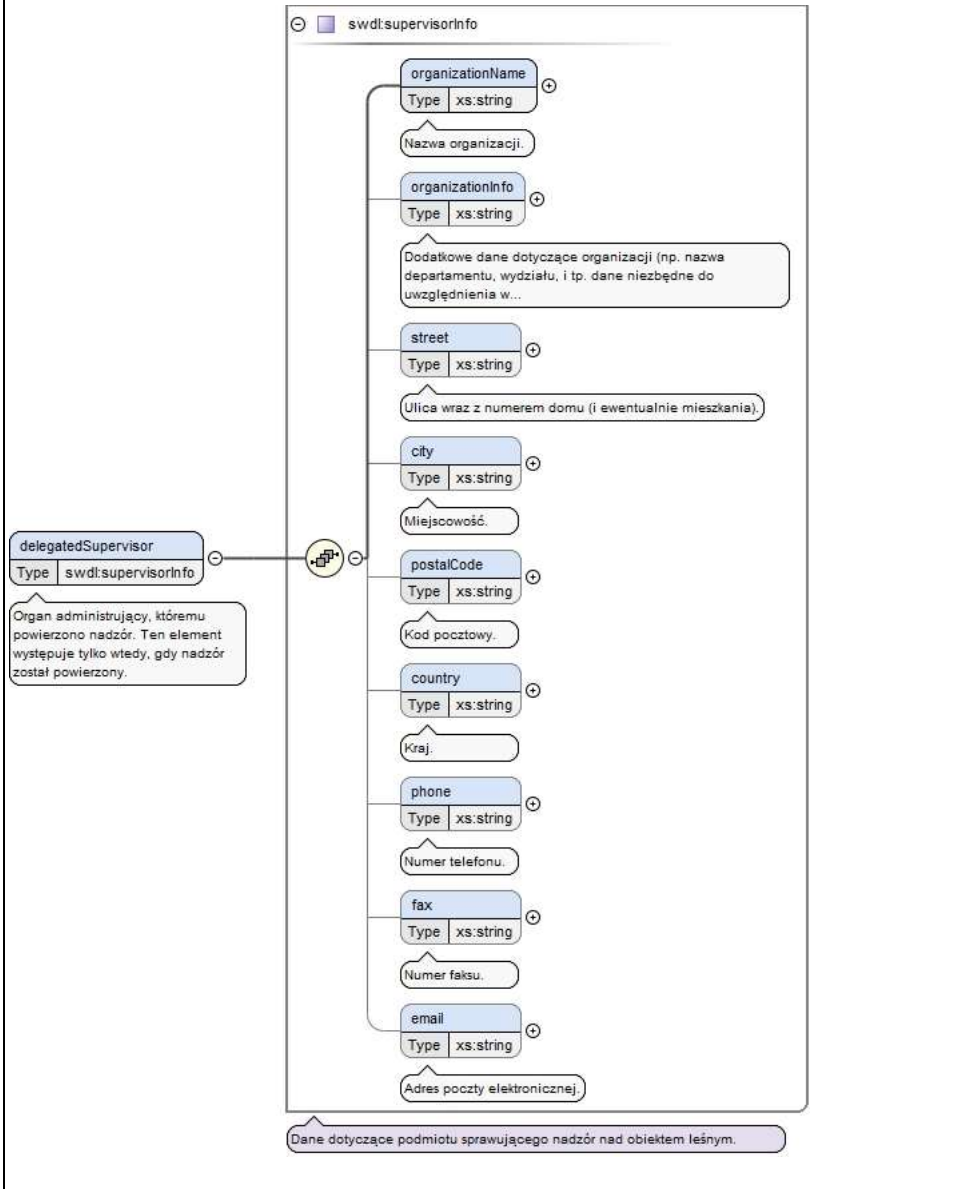 swdl:supervisorInfo
organizationName
Type xs:string
Nazwa organizacji.
organizationInfo
Type xs:string
Dodatkowe dane dotyczące organizacji (np. nazwa
departamentu, wydziału, i tp. dane niezbędne do
uwzględnienia w...
street
Type xs:string
Ulica wraz z numerem domu (i ewentualnie mieszkania).
city
Type xs:string
Miejscowość.
delegatedSupervisor
Type swdl:supervisorInfo
Organ administrujący, któremu
powierzono nadzór. Ten element
występuje tylko wtedy, gdy nadzór
został powierzony.
postalCode
Type xs:string
Kod pocztowy.
country
Type xs:string
Kraj.
phone
Type xs:string
Numer telefonu.
fax
Type xs:string
Numer faksu.
email
Type xs:string
Adres poczty elektronicznej.
Dane dotyczące podmiotu sprawującego nadzór nad obiektem leśnym.